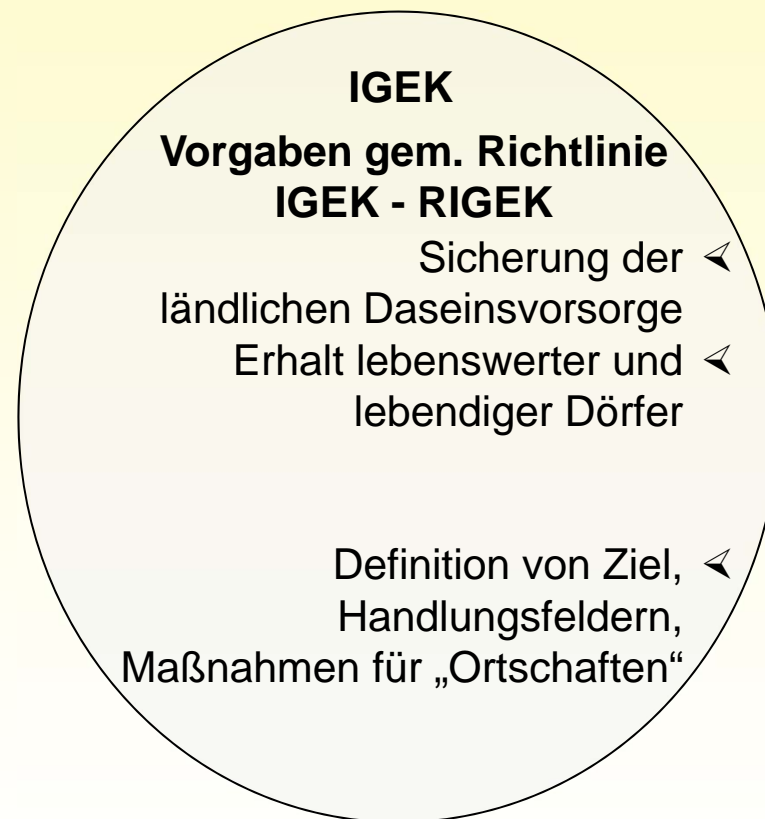 IGEK
Vorgaben gem. Richtlinie
IGEK - RIGEK
Sicherung der ⮜
ländlichen Daseinsvorsorge
Erhalt lebenswerter und ⮜
lebendiger Dörfer
Definition von Ziel, ⮜
Handlungsfeldern,
Maßnahmen für „Ortschaften“